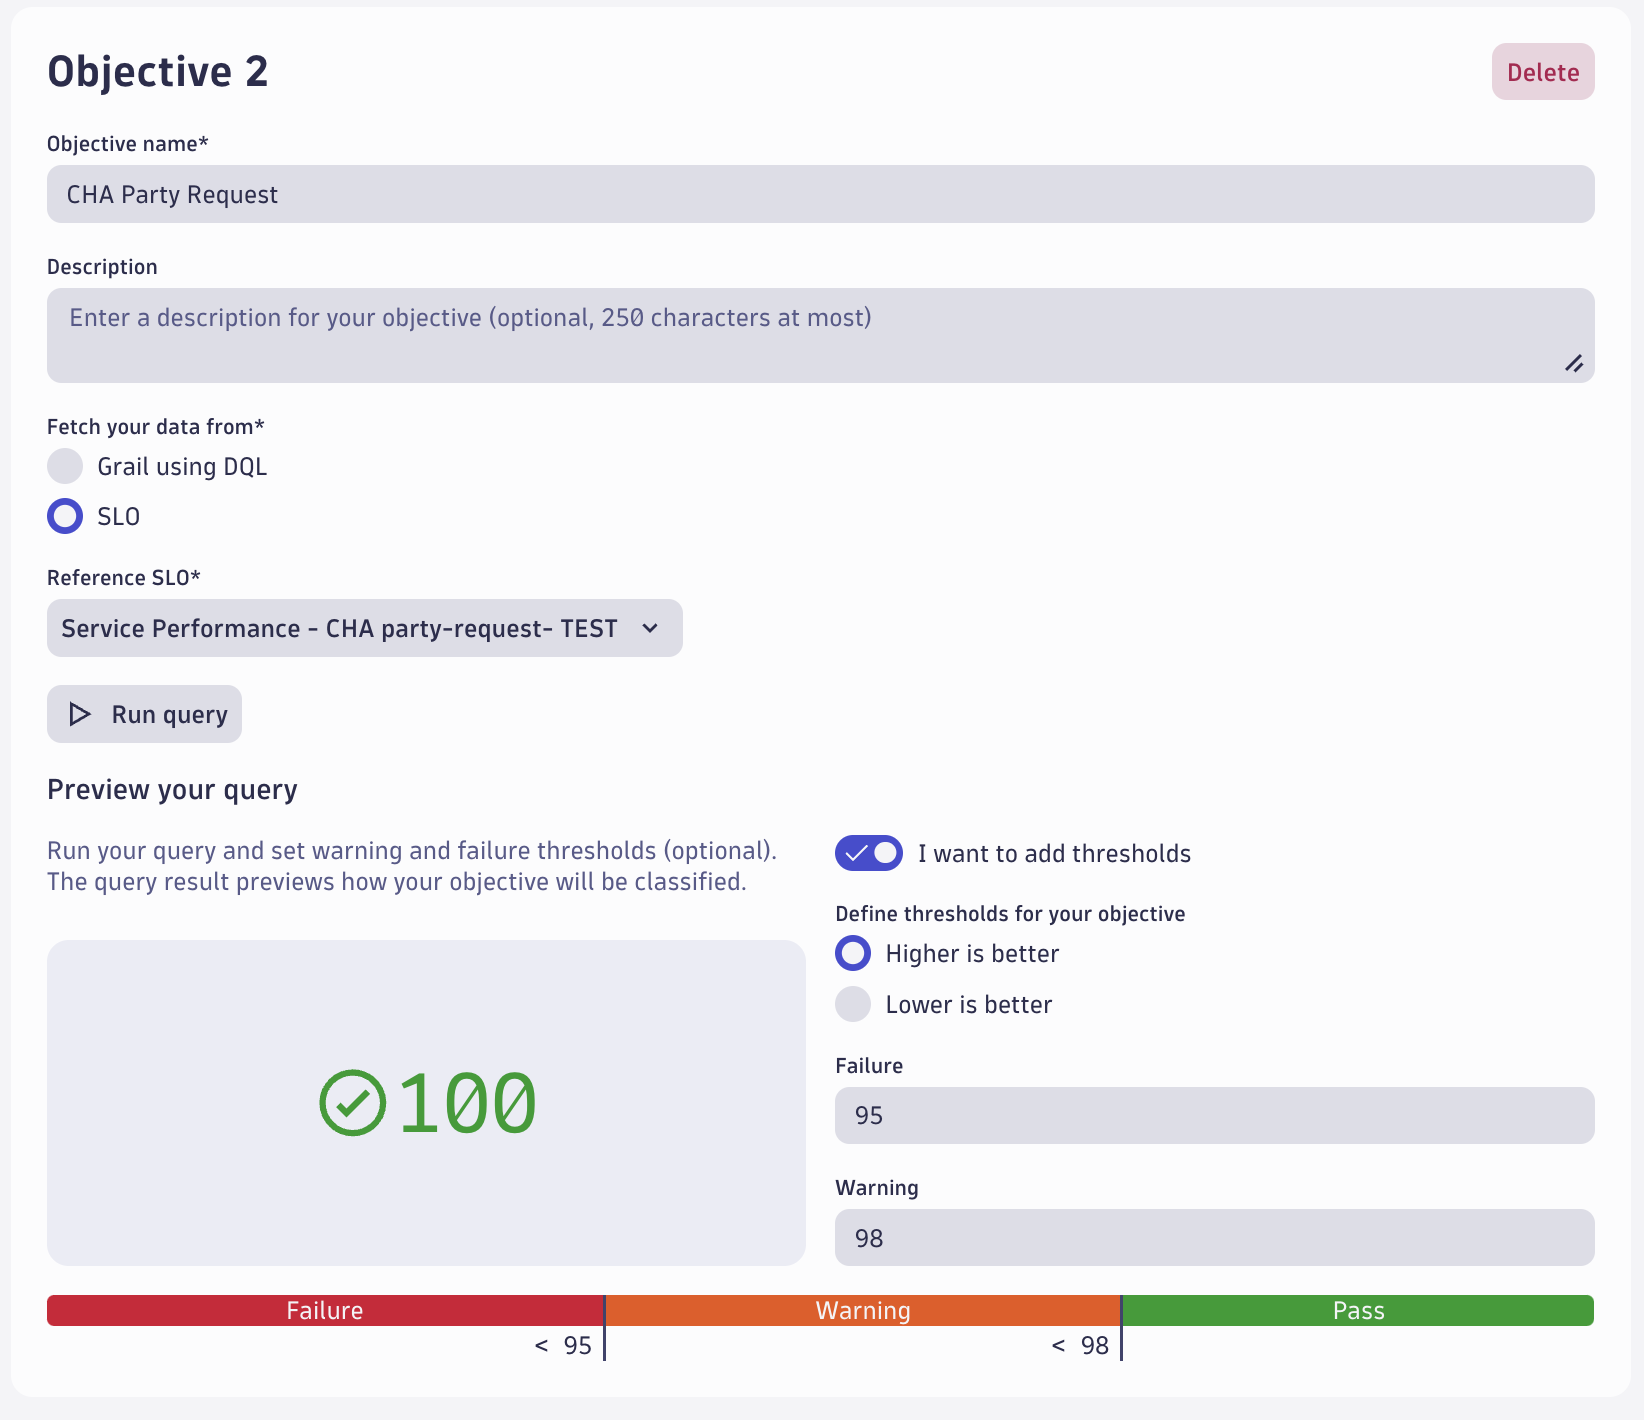 Objective 2
Delete
Objective name*
CHA Party Request
Description
Enter a description for your objective (optional, 250 characters at most)
Fetch your data from*
Grail using DQL
SLO
Reference SLO*
Service Performance - CHA party-request- TEST
Run query
Preview your query
Run your query and set warning and failure thresholds (optional).
The query result previews how your objective will be classified.
100
I want to add thresholds
Define thresholds for your objective
Higher is better
Lower is better
Failure
95
Warning
98
Failure
Warning
Pass
< 95
< 98